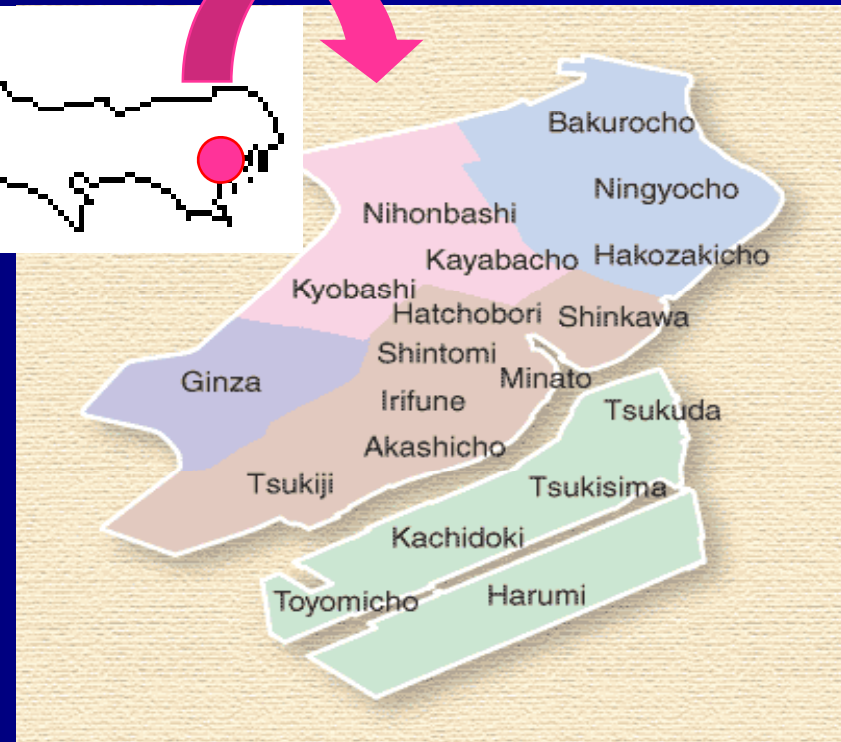 Bakurocho
Ningyocho
Nihonbashi
Kayabacho
Hakozakicho
Kyobashi
Hatchobori
Shinkawa
Shintomi
Minato
Ginza
Irifune
Tsukuda
Akashicho
Tsukiji
Tsukisima
Kachidoki
Toyomicho
Harumi